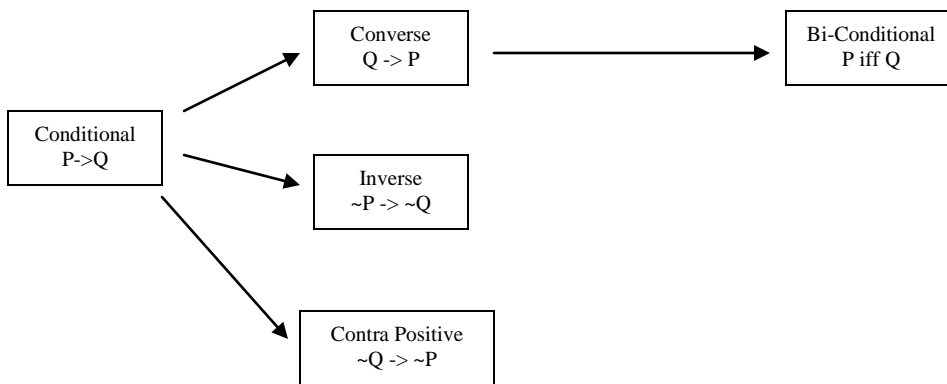 Converse
Q -> P
Bi-Conditional
P iff Q
Conditional
P->Q
Inverse
~P -> ~Q
Contra Positive
~Q -> ~P